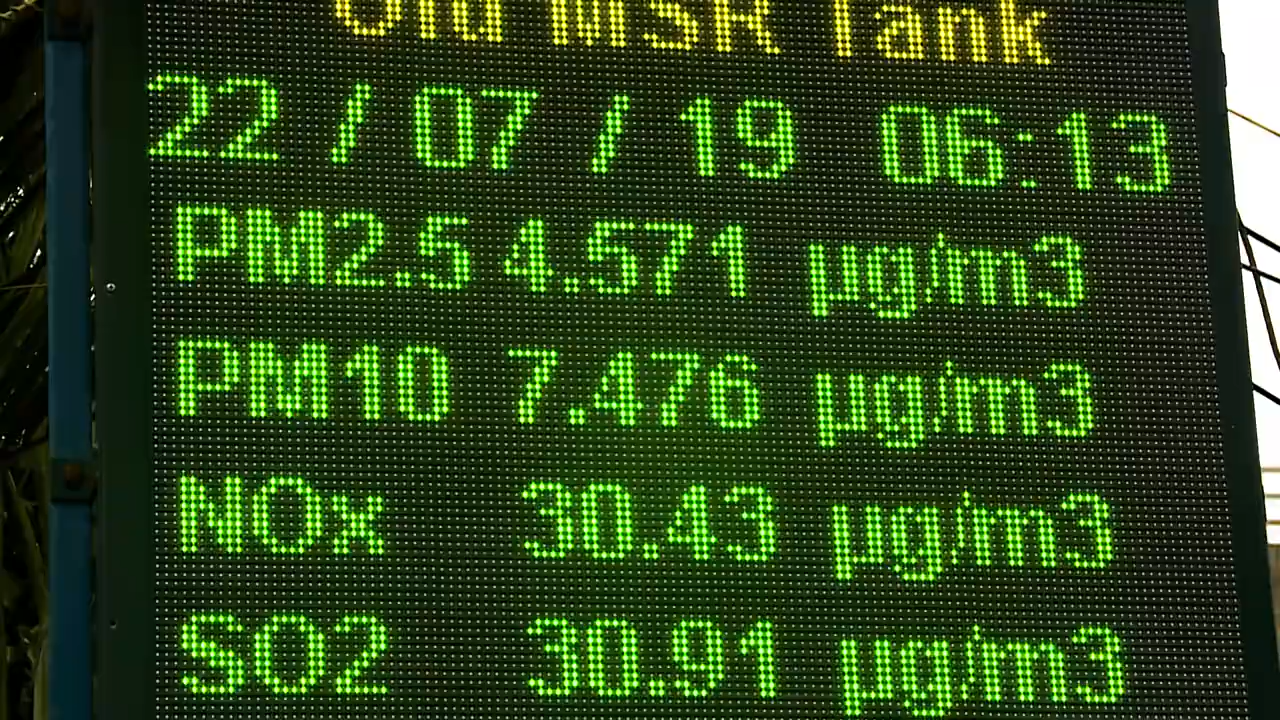 Old MSR Tank
22 / 07 / 19 06:13
PM2.5 4.571 µg/m3
PM10 7.476 µg/m3
NOx 30.43 µg/m3
SO2 30.91 µg/m3